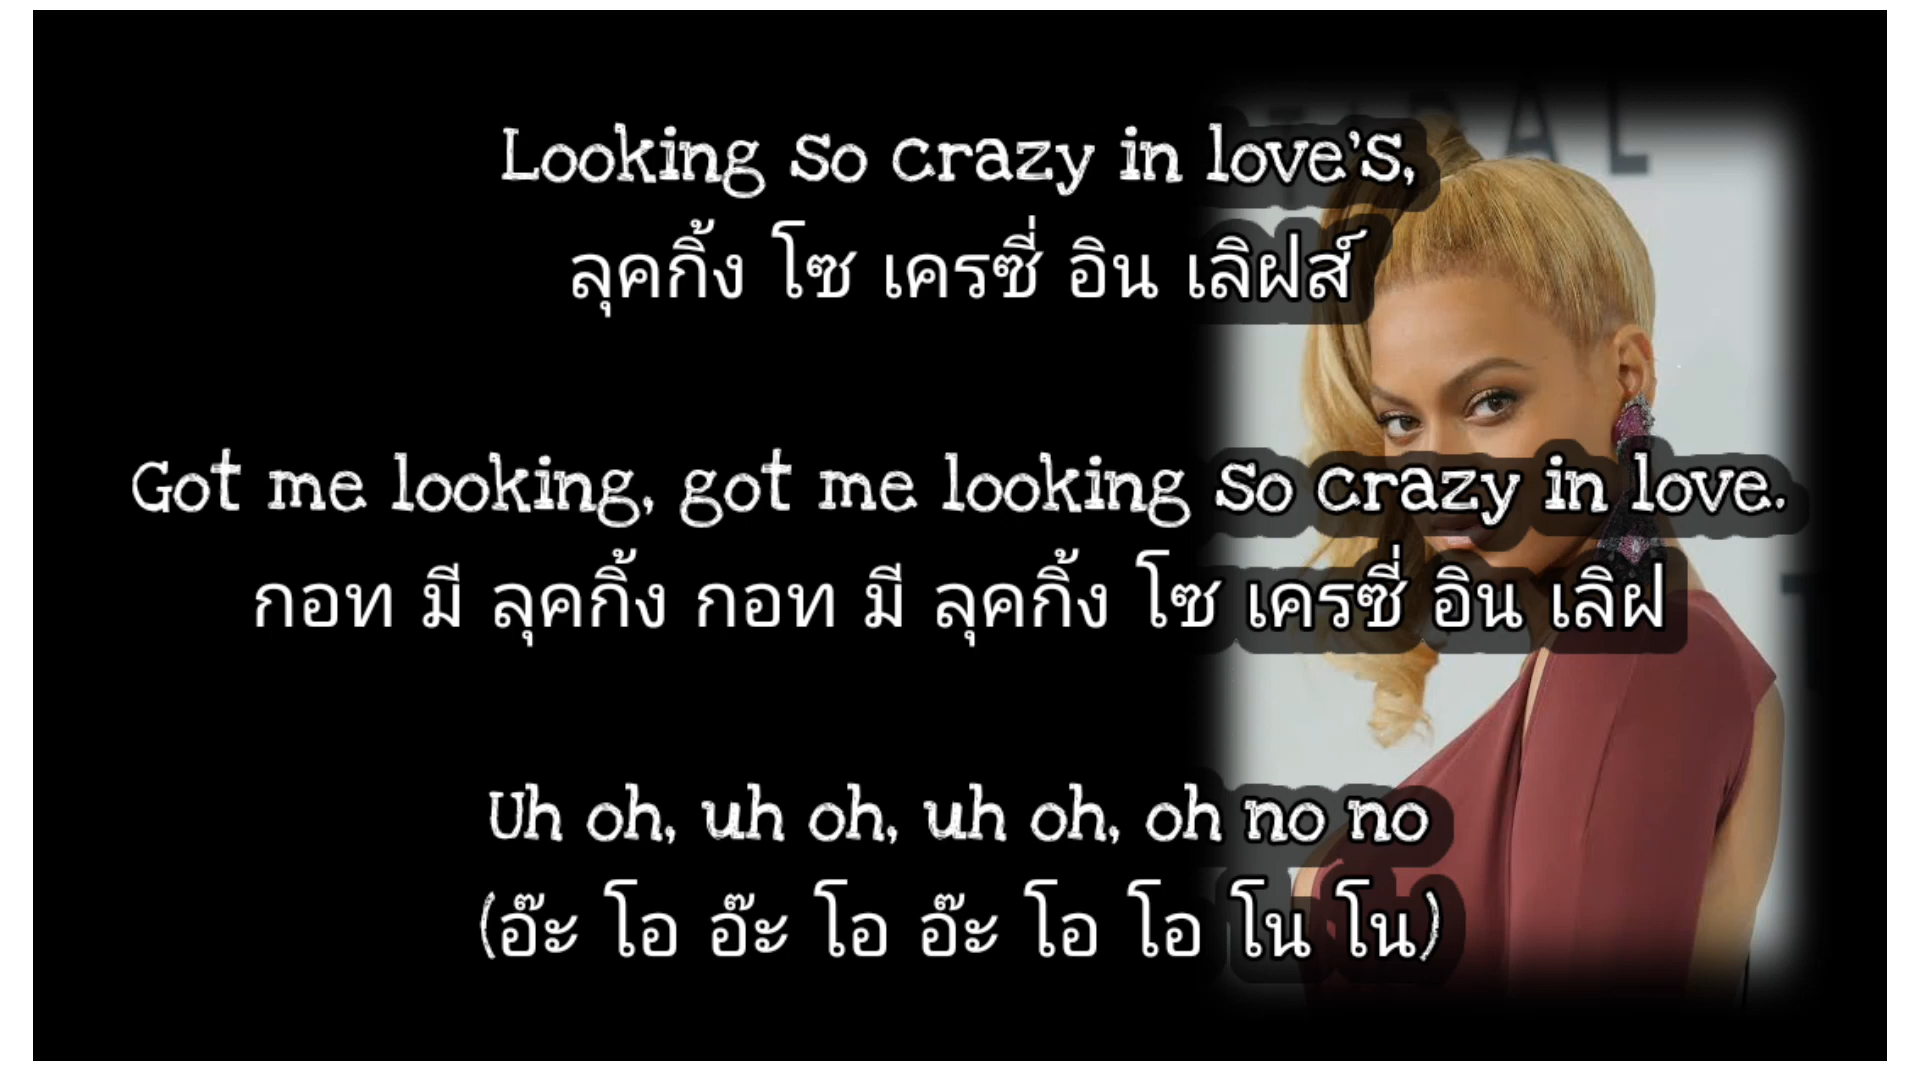 Looking so crazy in love's,
ลุคกิ้ง โซ เครซี่ อิน เลิฝส์
Got me looking, got me looking so crazy in love.
กอท มี ลุคกิ้ง กอท มี ลุคกิ้ง โซ เครซี่ อิน เลิฝ
Uh oh, uh oh, uh oh, oh no no
(อ๊ะ โอ อ๊ะ โอ อ๊ะ โอ โอ โน โน)